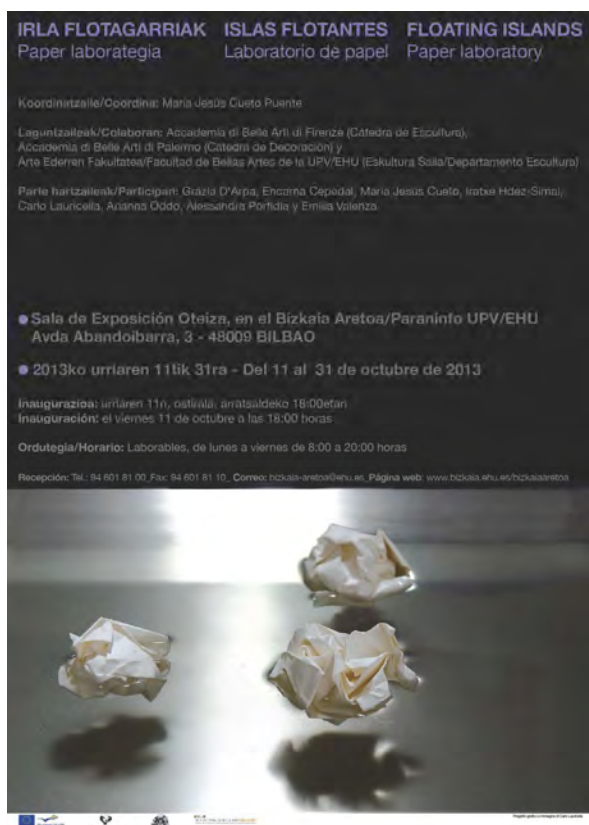 IRLA FLOTAGARRIAK ISLAS FLOTANTES FLOATING ISLANDS
Paper laborategia Laboratorio de papel Paper laboratory
Koordinatzaile/Coordina: María Jesús Cueto Puente
Laguntzaileak/Colaboran: Accademia di Belle Arti di Firenze (Cátedra de Escultura),
Accademia di Belle Arti di Palermo (Cátedra de Decoración) y
Arte Ederren Fakultatea/Facultad de Bellas Artes de la UPV/EHU (Eskultura Saila/Departamento Escultura)
Parte hartzaileak/Participan: Grazia D'Arpa, Encarna Cepedal, María Jesús Cueto, Iratxe Hdez-Simal,
Carlo Lauricella, Arianna Oddo, Alessandra Porfidia y Emilia Valenza
Sala de Exposición Oteiza, en el Bizkaia Aretoa/Paraninfo UPV/EHU
Avda Abandoibarra, 3 - 48009 BILBAO
2013ko urriaren 11tik 31ra - Del 11 al 31 de octubre de 2013
Inaugurazioa: urriaren 11n, ostirala, arratsaldeko 18:00etan
Inauguración: el viernes 11 de octubre a las 18:00 horas
Ordutegia/Horario: Laborables, de lunes a viernes de 8:00 a 20:00 horas
Recepción: Tel.: 94 601 81 00_Fax: 94 601 81 10_ Correo: bizkaia-aretoa@ehu.es_Página web: www.bizkaia.ehu.es/bizkaiaaretoa